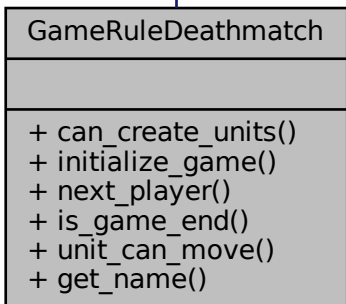 GameRuleDeathmatch
+ can_create_units()
+ initialize_game()
+ next_player()
+ is_game_end()
+ unit_can_move()
+ get_name()